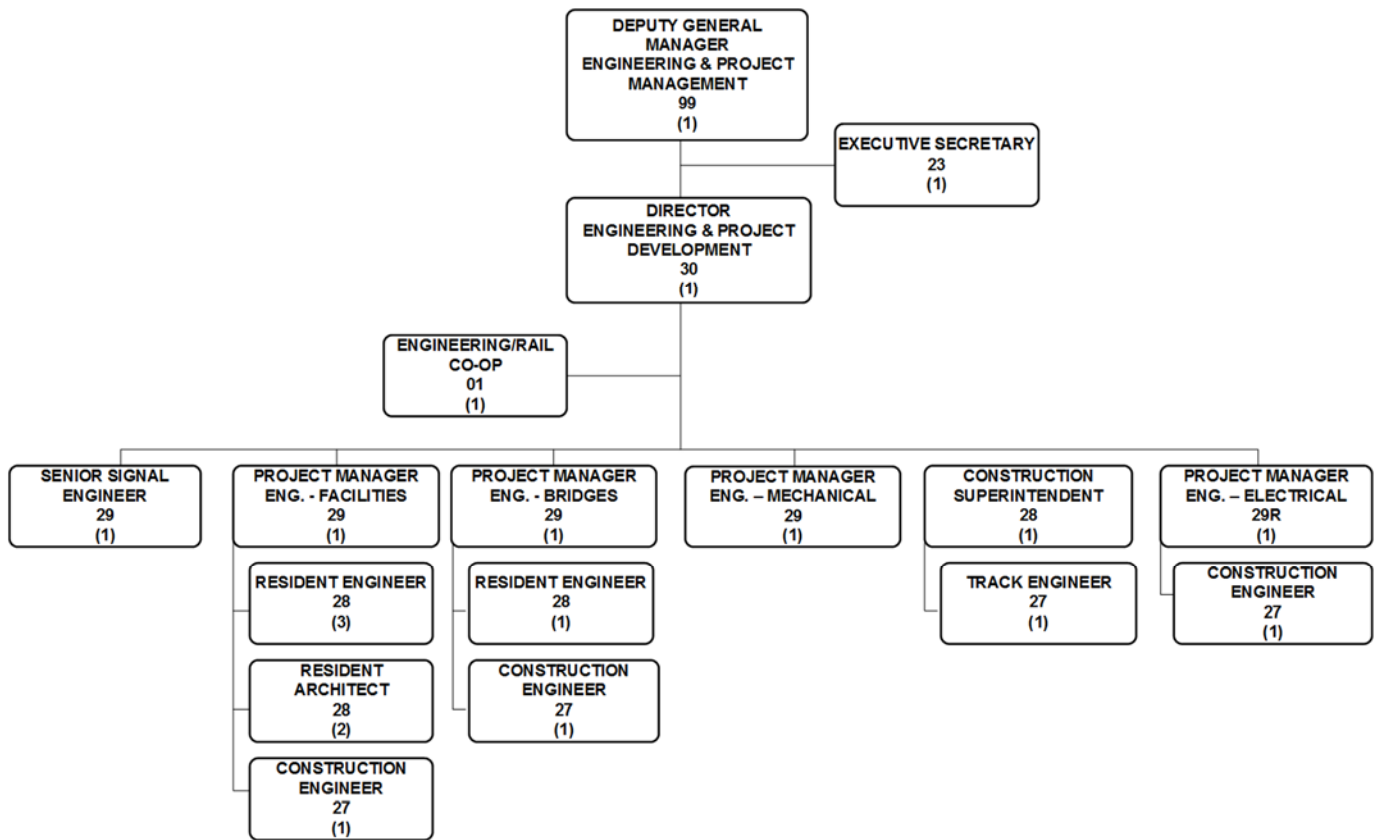 DEPUTY GENERAL
MANAGER
ENGINEERING & PROJECT
MANAGEMENT
99
(1)
EXECUTIVE SECRETARY
23
(1)
DIRECTOR
ENGINEERING & PROJECT
DEVELOPMENT
30
(1)
ENGINEERING/RAIL
CO-OP
01
(1)
SENIOR SIGNAL
ENGINEER
29
(1)
PROJECT MANAGER
ENG. - FACILITIES
29
(1)
RESIDENT ENGINEER
28
(3)
RESIDENT
ARCHITECT
28
(2)
CONSTRUCTION
ENGINEER
27
(1)
PROJECT MANAGER
ENG. - BRIDGES
29
(1)
RESIDENT ENGINEER
28
(1)
CONSTRUCTION
ENGINEER
27
(1)
PROJECT MANAGER
ENG. – MECHANICAL
29
(1)
CONSTRUCTION
SUPERINTENDENT
28
(1)
TRACK ENGINEER
27
(1)
PROJECT MANAGER
ENG. – ELECTRICAL
29R
(1)
CONSTRUCTION
ENGINEER
27
(1)